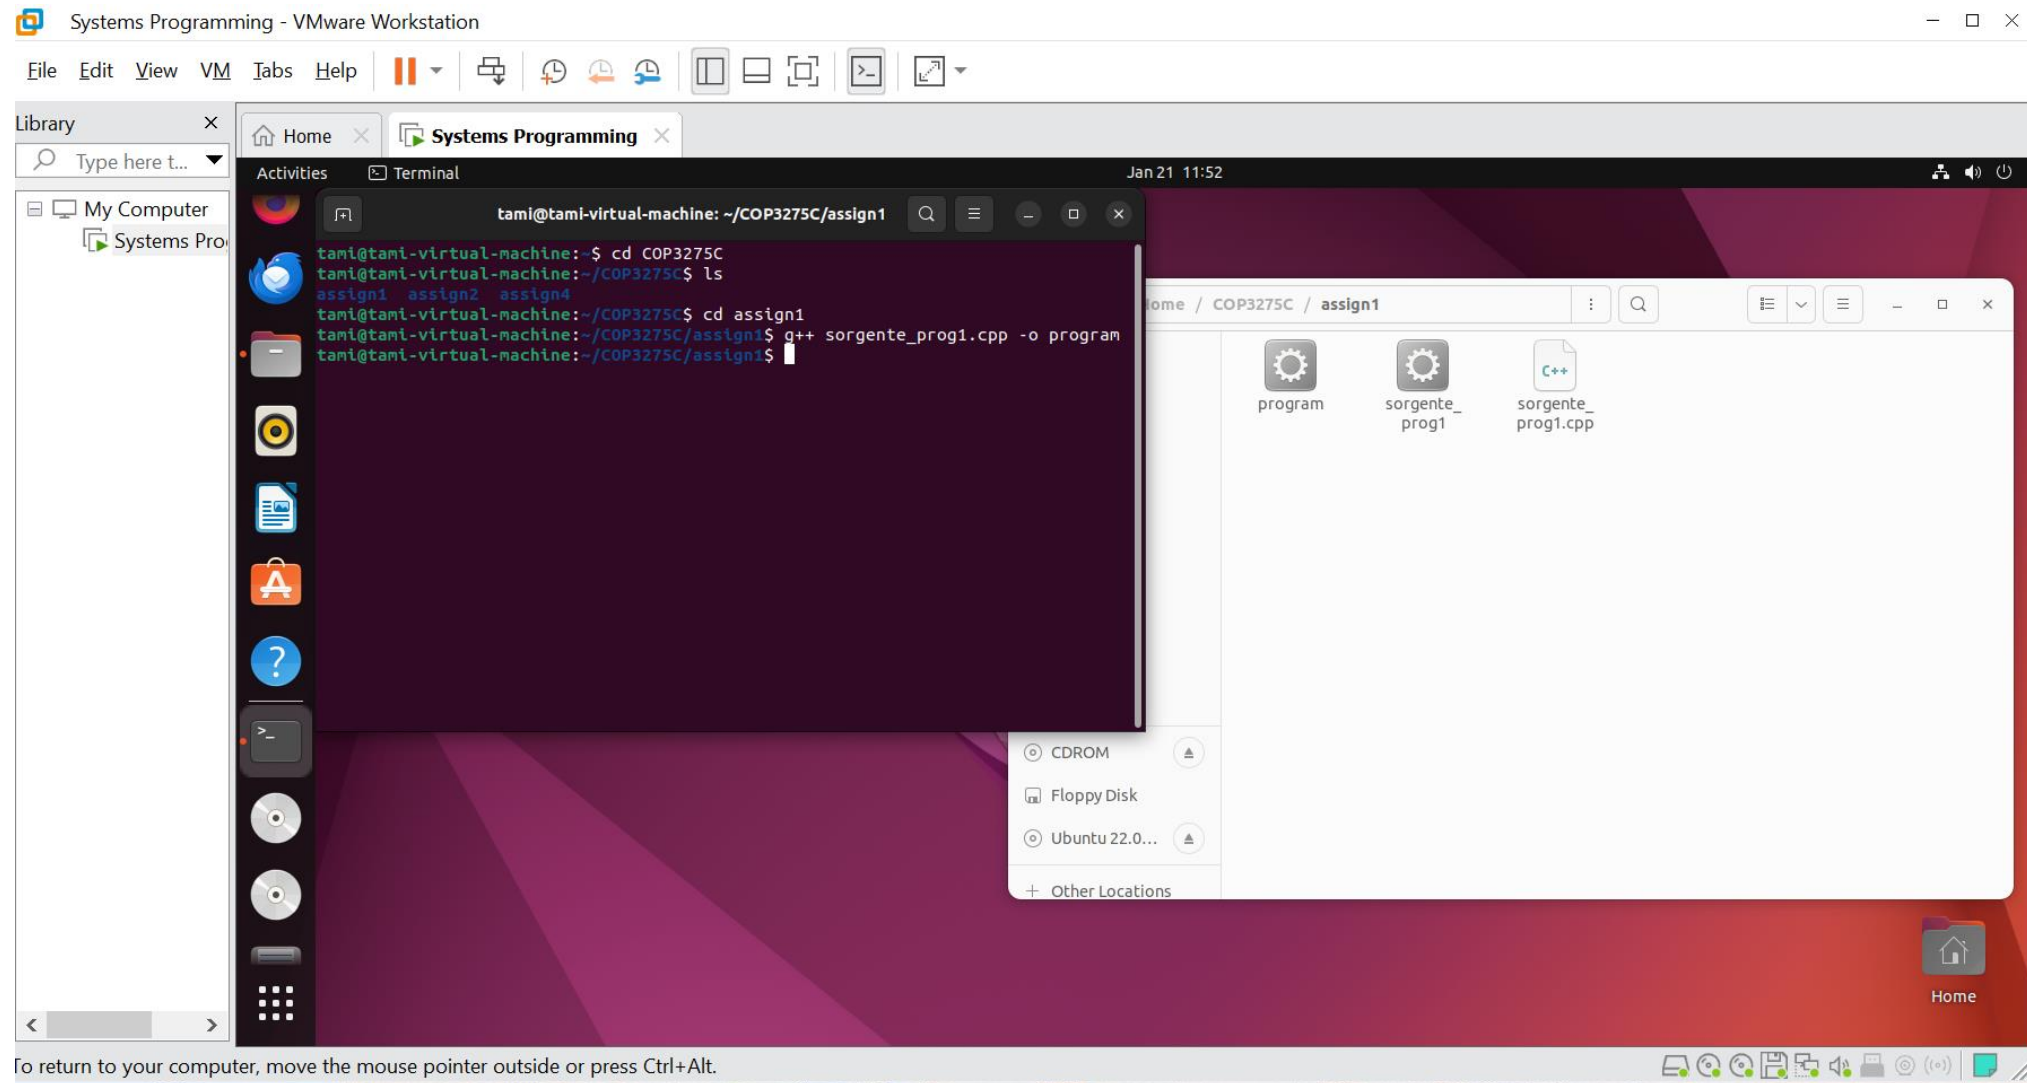 Systems Programming - VMware Workstation
File Edit View VM Tabs Help
Library
Home
Systems Programming
Type here t...
Activities
Terminal
Jan 21 11:52
My Computer
Systems Pro
tami@tami-virtual-machine: ~/COP3275C/assign1
tami@tami-virtual-machine:~$ cd COP3275C
tami@tami-virtual-machine:~/COP3275C$ ls
assign1 assign2 assign4
tami@tami-virtual-machine:~/COP3275C$ cd assign1
tami@tami-virtual-machine:~/COP3275C/assign1$ g++ sorgente_prog1.cpp -o program
tami@tami-virtual-machine:~/COP3275C/assign1$
ome / COP3275C / assign1
C++
program
sorgente_
prog1
sorgente_
prog1.cpp
CDROM
Floppy Disk
Ubuntu 22.0...
+ Other Locations
Home
To return to your computer, move the mouse pointer outside or press Ctrl+Alt.